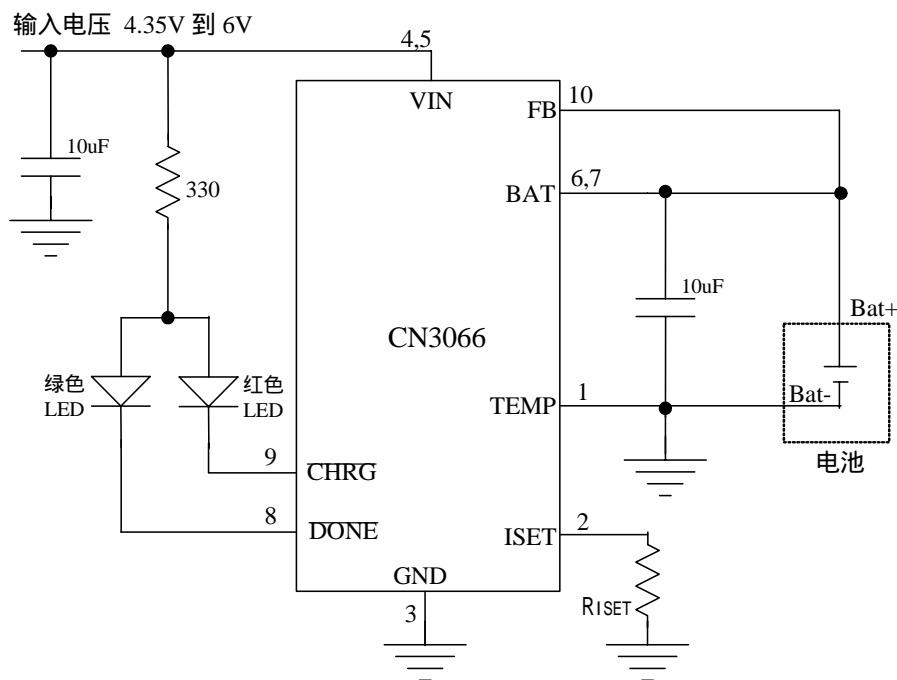 输入电压 4.35V 到 6V
4,5
VIN
FB
10
10uF
330
BAT
6,7
10uF
CN3066
Bat+
绿色
LED
红色
LED
TEMP
1
Bat-
电池
9
CHRG
8
DONE
ISET
2
GND
3
RISET